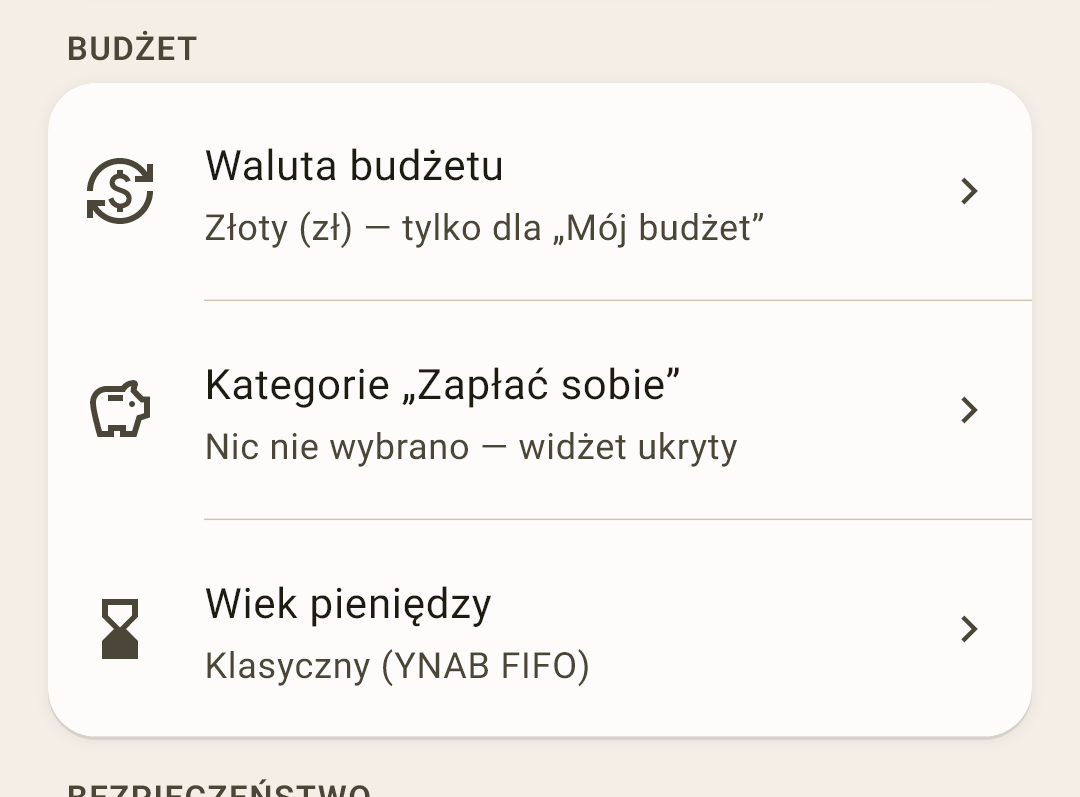 BUDŻET
Waluta budżetu
Złoty (zł) — tylko dla „Mój budżet”
Kategorie „Zapłać sobie”
Nic nie wybrano — widżet ukryty
Wiek pieniędzy
Klasyczny (YNAB FIFO)
BEZPIECZEŃSTWO